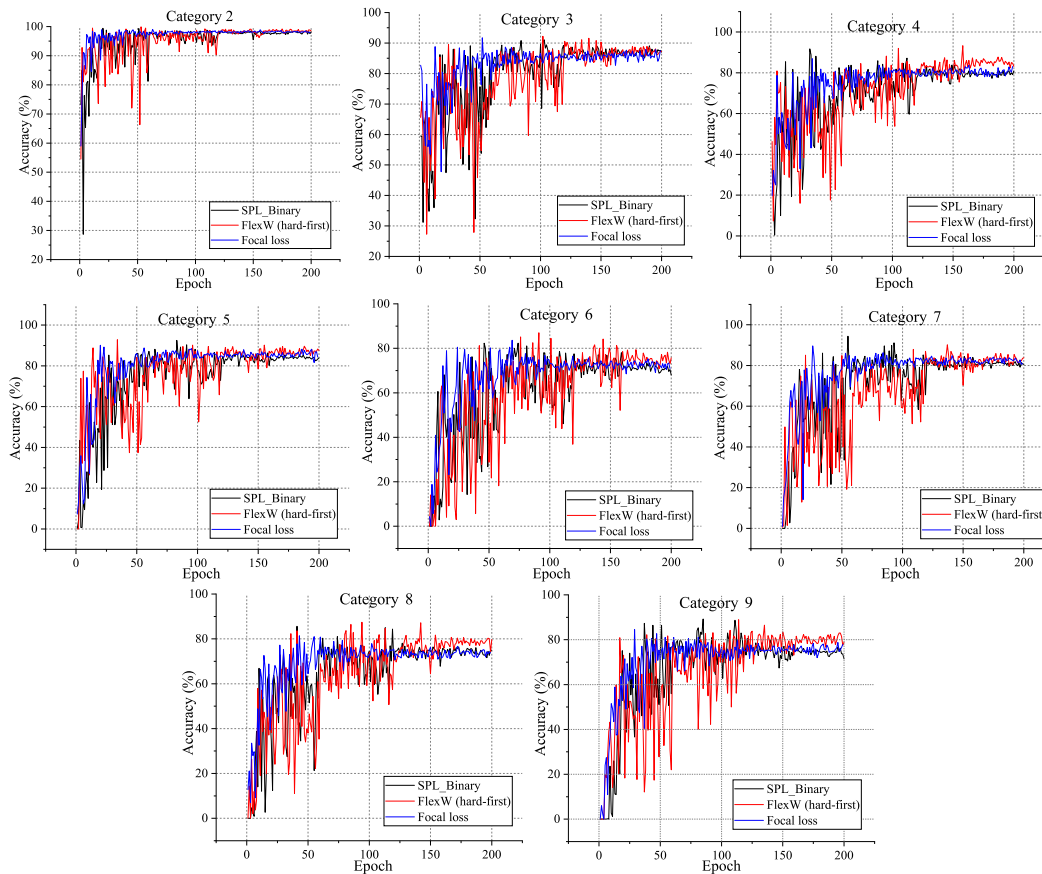 Category 2
Accuracy (%)
100
90
80
70
60
50
40
30
20
SPL_Binary
FlexW (hard-first)
Focal loss
0 50 100 150 200
Epoch
Category 3
Accuracy (%)
100
90
80
70
60
50
40
30
20
SPL_Binary
FlexW (hard-first)
Focal loss
0 50 100 150 200
Epoch
Category 4
Accuracy (%)
100
80
60
40
20
0
SPL_Binary
FlexW (hard-first)
Focal loss
0 50 100 150 200
Epoch
Category 5
Accuracy (%)
100
80
60
40
20
0
SPL_Binary
FlexW (hard-first)
Focal loss
0 50 100 150 200
Epoch
Category 6
Accuracy (%)
100
80
60
40
20
0
SPL_Binary
FlexW (hard-first)
Focal loss
0 50 100 150 200
Epoch
Category 7
Accuracy (%)
100
80
60
40
20
0
SPL_Binary
FlexW (hard-first)
Focal loss
0 50 100 150 200
Epoch
Category 8
Accuracy (%)
100
80
60
40
20
0
SPL_Binary
FlexW (hard-first)
Focal loss
0 50 100 150 200
Epoch
Category 9
Accuracy (%)
100
80
60
40
20
0
SPL_Binary
FlexW (hard-first)
Focal loss
0 50 100 150 200
Epoch